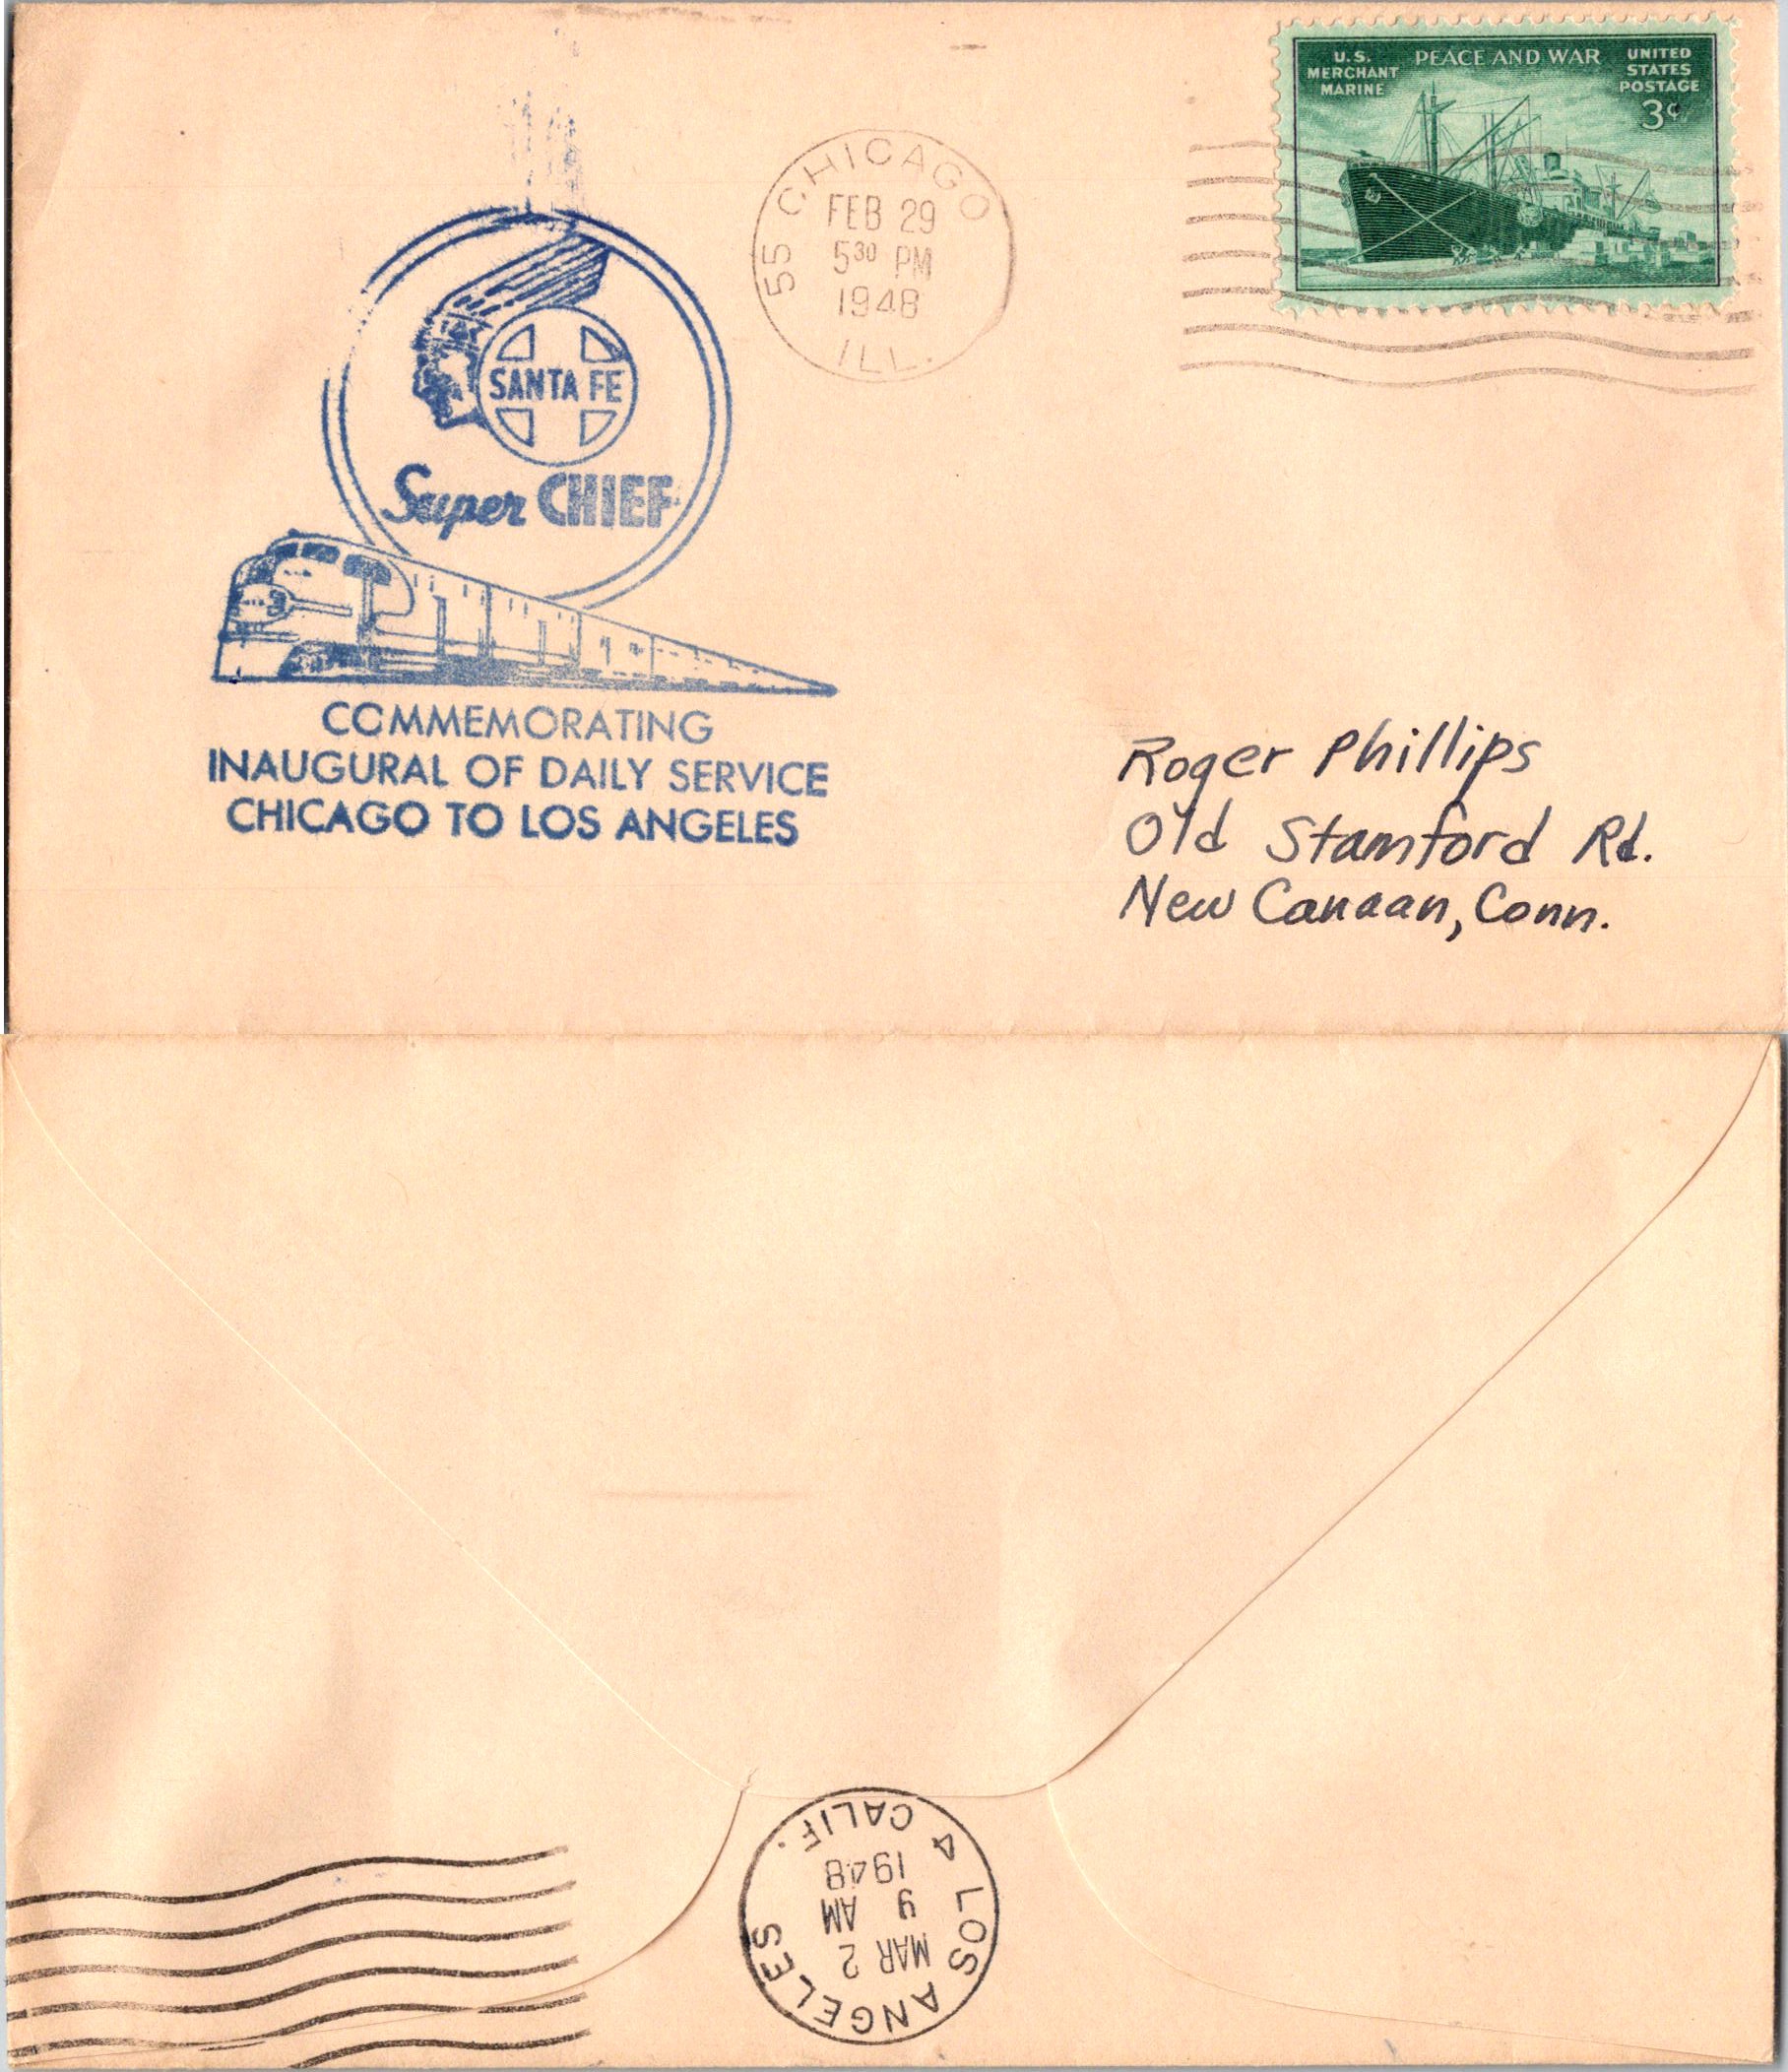 U.S.
MERCHANT
MARINE
PEACE AND WAR
UNITED
STATES
POSTAGE
3¢
55 CHICAGO
FEB 29
5³⁰ PM
1948
ILL.
SANTA FE
Super CHIEF
COMMEMORATING
INAUGURAL OF DAILY SERVICE
CHICAGO TO LOS ANGELES
Roger Phillips
Old Stamford Rd.
New Canaan, Conn.
4 LOS ANGELES
MAR 2
9 AM
1948
CALIF.